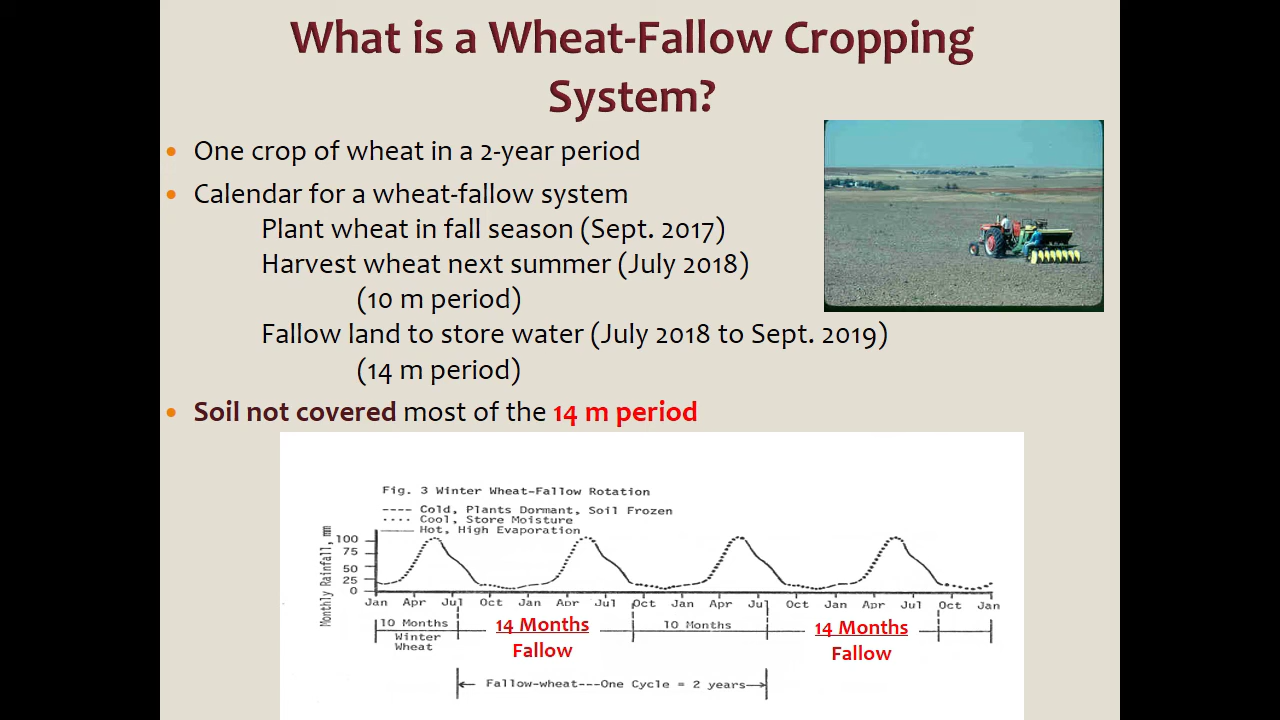 What is a Wheat-Fallow Cropping
System?
• One crop of wheat in a 2-year period
• Calendar for a wheat-fallow system
Plant wheat in fall season (Sept. 2017)
Harvest wheat next summer (July 2018)
(10 m period)
Fallow land to store water (July 2018 to Sept. 2019)
(14 m period)
• Soil not covered most of the 14 m period
Fig. 3 Winter Wheat-Fallow Rotation
---- Cold, Plants Dormant, Soil Frozen
.... Cool, Store Moisture
—— Hot, High Evaporation
Monthly Rainfall, mm
100
75
50
25
0
Jan Apr Jul Oct Jan Apr Jul Oct Jan Apr Jul Oct Jan Apr Jul Oct Jan
10 Months 14 Months 10 Months 14 Months
Winter Fallow Fallow
Wheat
Fallow-wheat---One Cycle = 2 years